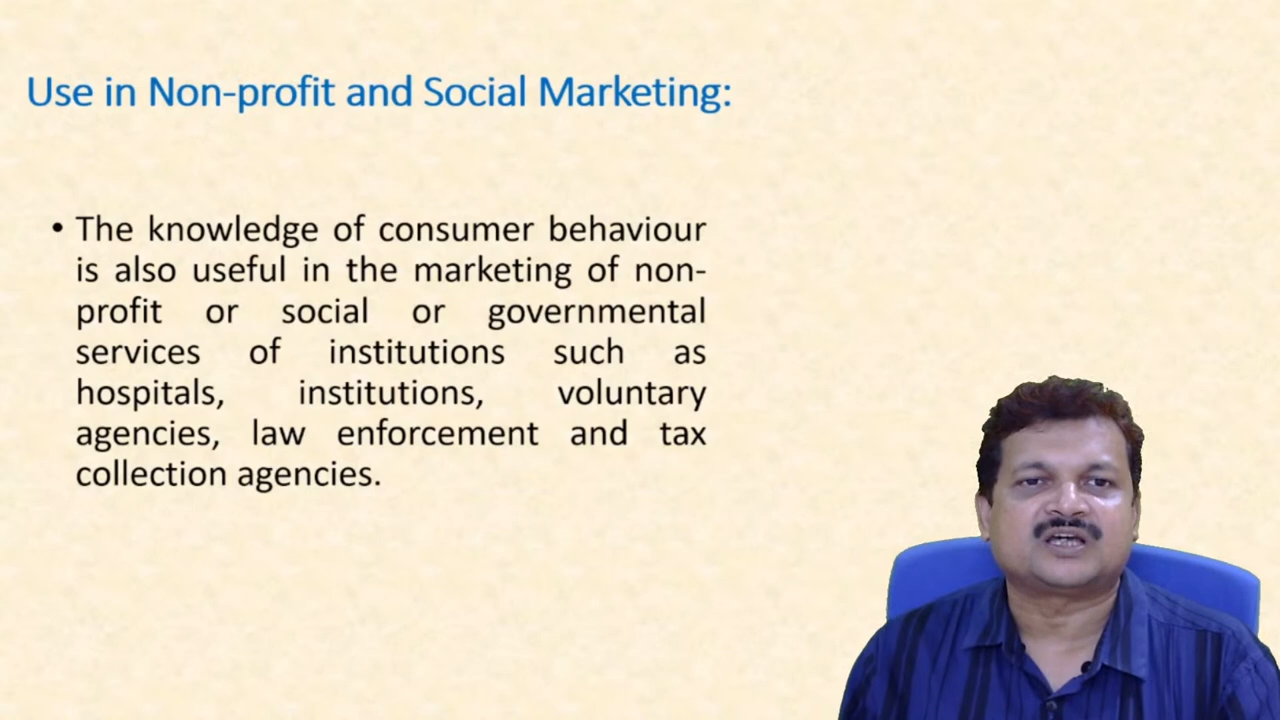 Use in Non-profit and Social Marketing:
• The knowledge of consumer behaviour
is also useful in the marketing of non-
profit or social or governmental
services of institutions such as
hospitals, institutions, voluntary
agencies, law enforcement and tax
collection agencies.